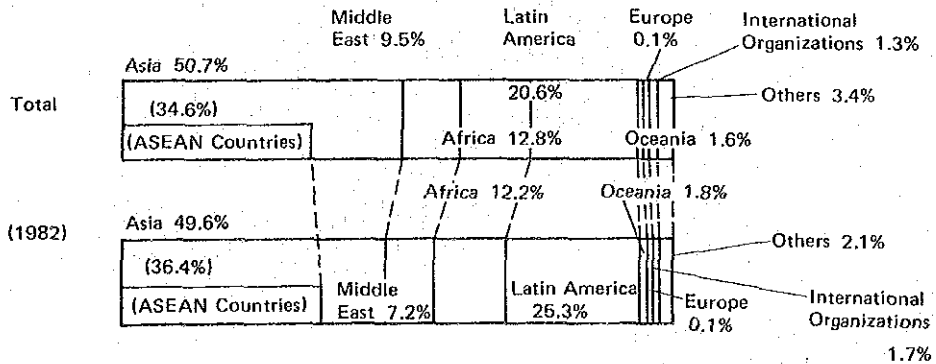 Middle
East 9.5%
Latin
America
Europe
0.1%
International
Organizations 1.3%
Asia 50.7%
Total
20.6%
Others 3.4%
(34.6%)
(ASEAN Countries)
Africa 12.8%
Oceania 1.6%
Africa 12.2%
Oceania 1.8%
(1982)
Asia 49.6%
Others 2.1%
(36.4%)
(ASEAN Countries)
Middle
East 7.2%
Latin America
25.3%
Europe
0.1%
International
Organizations
1.7%